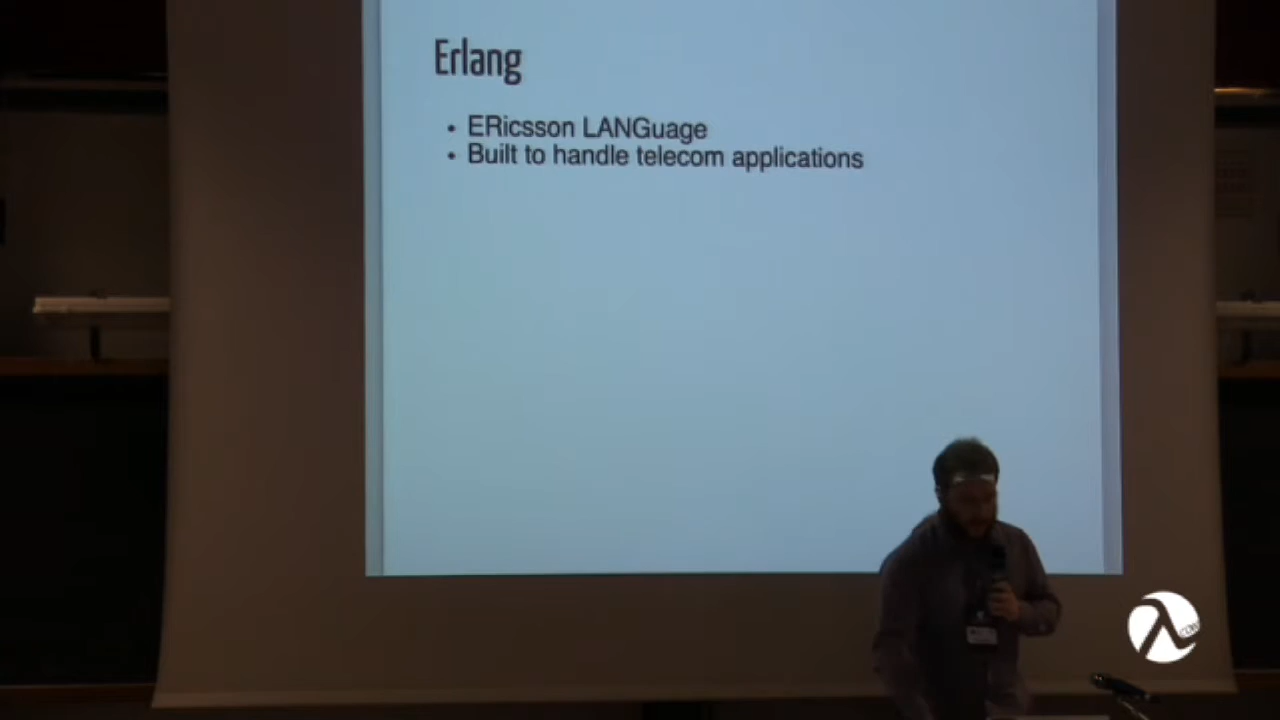 Erlang
• ERicsson LANGuage
• Built to handle telecom applications
λ